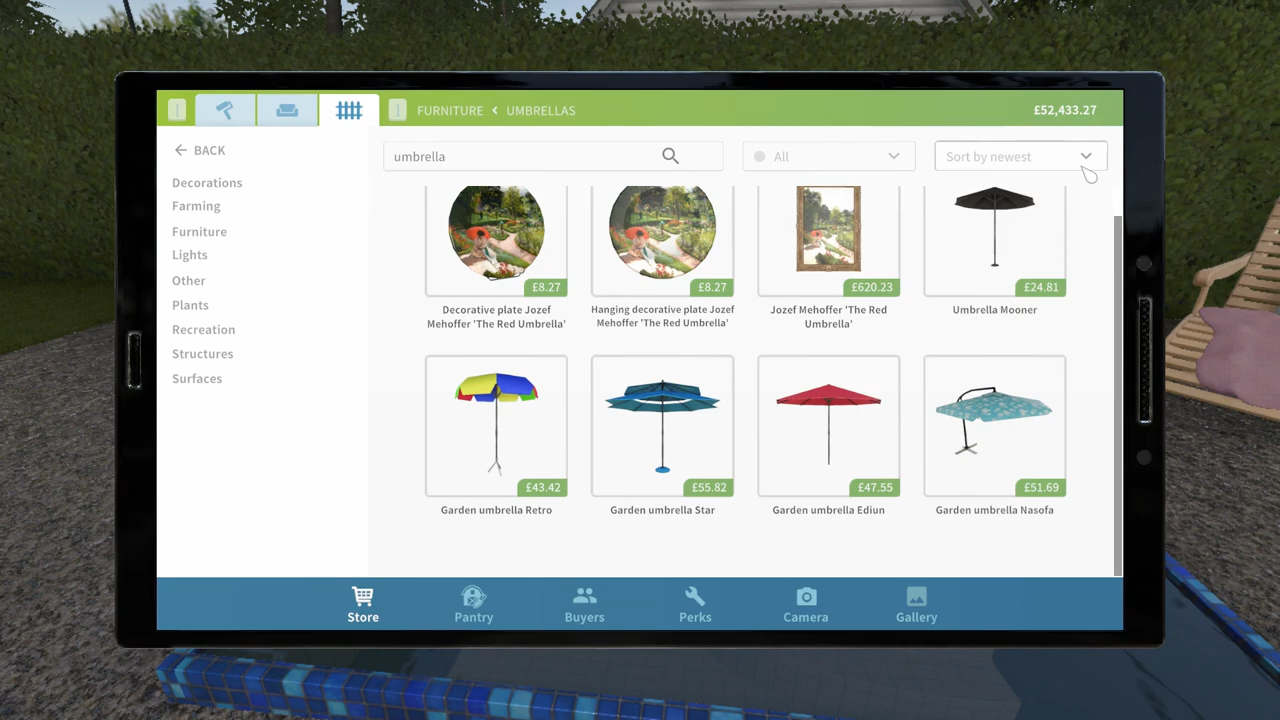 [
]
FURNITURE < UMBRELLAS
£52,433.27
BACK
umbrella
All
Sort by newest
Decorations
Farming
Furniture
Lights
Other
Plants
Recreation
Structures
Surfaces
£8.27
£8.27
£620.23
£24.81
Decorative plate Jozef
Mehoffer 'The Red Umbrella'
Hanging decorative plate Jozef
Mehoffer 'The Red Umbrella'
Jozef Mehoffer 'The Red
Umbrella'
Umbrella Mooner
£43.42
£55.82
£47.55
£51.69
Garden umbrella Retro
Garden umbrella Star
Garden umbrella Ediun
Garden umbrella Nasofa
Store
Pantry
Buyers
Perks
Camera
Gallery